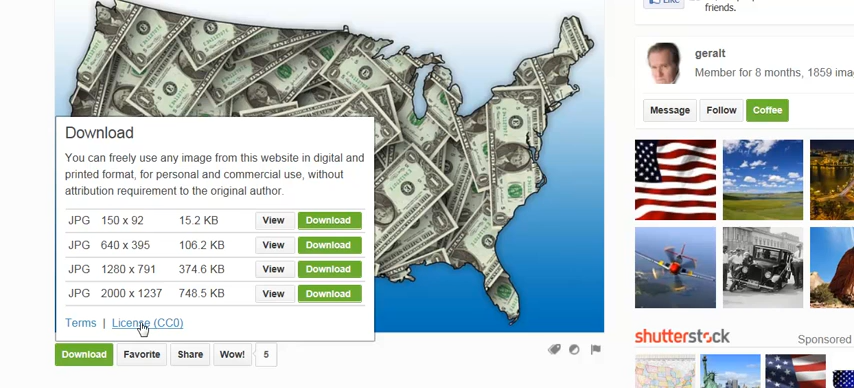 Like
friends.
geralt
Member for 8 months, 1859 ima
Message Follow Coffee
Download
You can freely use any image from this website in digital and
printed format, for personal and commercial use, without
attribution requirement to the original author.
JPG 150 x 92 15.2 KB View Download
JPG 640 x 395 106.2 KB View Download
JPG 1280 x 791 374.6 KB View Download
JPG 2000 x 1237 748.5 KB View Download
Terms | License (CC0)
Download Favorite Share Wow! 5
shutterstock Sponsored